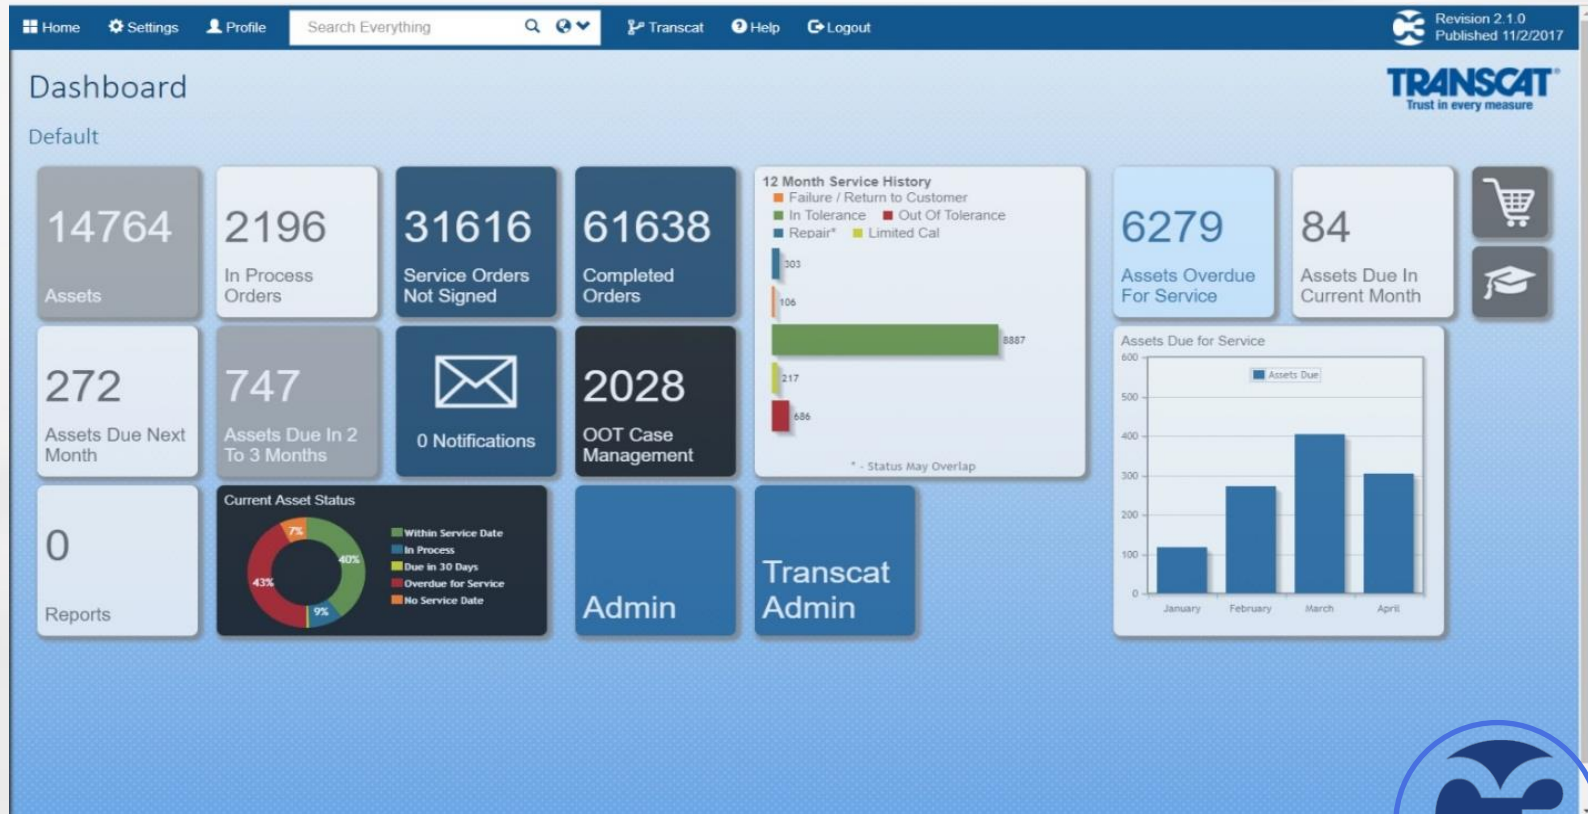 Home Settings Profile Search Everything Transcat Help Logout
Revision 2.1.0
Published 11/2/2017
Dashboard
TRANSCAT®
Trust in every measure
Default
14764
Assets
2196
In Process
Orders
31616
Service Orders
Not Signed
61638
Completed
Orders
12 Month Service History
Failure / Return to Customer
In Tolerance Out Of Tolerance
Repair* Limited Cal
303
106
8887
217
686
* - Status May Overlap
6279
Assets Overdue
For Service
84
Assets Due In
Current Month
272
Assets Due Next
Month
747
Assets Due In 2
To 3 Months
0 Notifications
2028
OOT Case
Management
Assets Due for Service
Assets Due
600
500
400
300
200
100
0
January February March April
0
Reports
Current Asset Status
7%
40%
43%
9%
Within Service Date
In Process
Due in 30 Days
Overdue for Service
No Service Date
Admin
Transcat
Admin